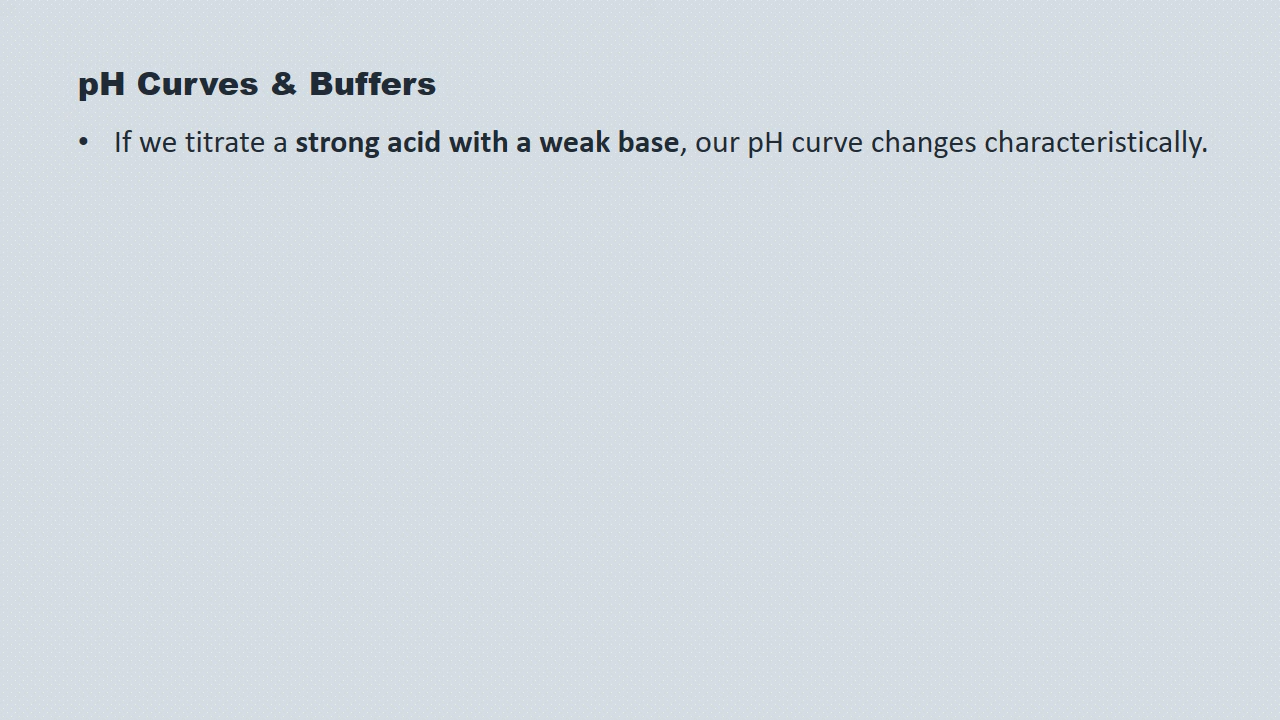 pH Curves & Buffers
• If we titrate a strong acid with a weak base, our pH curve changes characteristically.